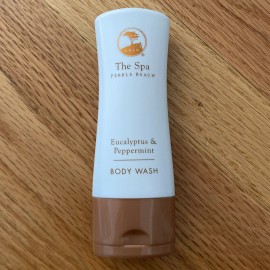 The Spa
PEBBLE BEACH
Eucalyptus &
Peppermint
BODY WASH